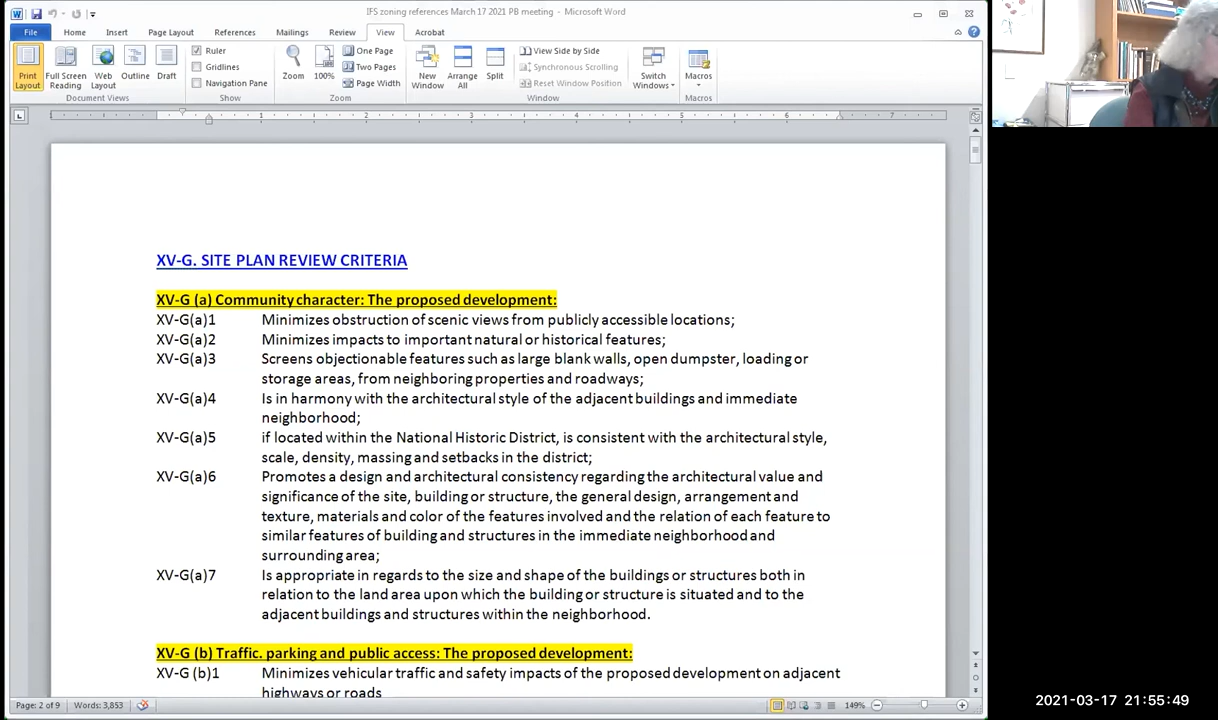 IFS zoning references March 17 2021 PB meeting - Microsoft Word
File Home Insert Page Layout References Mailings Review View Acrobat
Print Layout
Full Screen Reading
Web Layout
Outline
Draft
Document Views
Ruler
Gridlines
Navigation Pane
Show
Zoom
100%
One Page
Two Pages
Page Width
Zoom
New Window
Arrange All
Split
View Side by Side
Synchronous Scrolling
Reset Window Position
Switch Windows
Window
Macros
Macros
1 2 3 4 5 6 7
XV-G. SITE PLAN REVIEW CRITERIA
XV-G (a) Community character: The proposed development:
XV-G(a)1 Minimizes obstruction of scenic views from publicly accessible locations;
XV-G(a)2 Minimizes impacts to important natural or historical features;
XV-G(a)3 Screens objectionable features such as large blank walls, open dumpster, loading or
storage areas, from neighboring properties and roadways;
XV-G(a)4 Is in harmony with the architectural style of the adjacent buildings and immediate
neighborhood;
XV-G(a)5 if located within the National Historic District, is consistent with the architectural style,
scale, density, massing and setbacks in the district;
XV-G(a)6 Promotes a design and architectural consistency regarding the architectural value and
significance of the site, building or structure, the general design, arrangement and
texture, materials and color of the features involved and the relation of each feature to
similar features of building and structures in the immediate neighborhood and
surrounding area;
XV-G(a)7 Is appropriate in regards to the size and shape of the buildings or structures both in
relation to the land area upon which the building or structure is situated and to the
adjacent buildings and structures within the neighborhood.
XV-G (b) Traffic. parking and public access: The proposed development:
XV-G (b)1 Minimizes vehicular traffic and safety impacts of the proposed development on adjacent
highways or roads
Page: 2 of 9 Words: 3,853 149%
2021-03-17 21:55:49